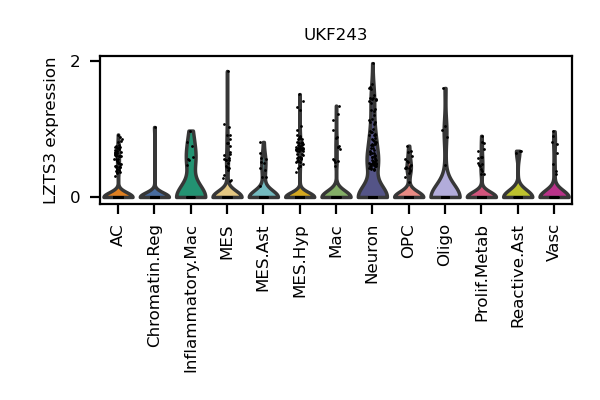 UKF243
LZTS3 expression
2
0
AC
Chromatin.Reg
Inflammatory.Mac
MES
MES.Ast
MES.Hyp
Mac
Neuron
OPC
Oligo
Prolif.Metab
Reactive.Ast
Vasc